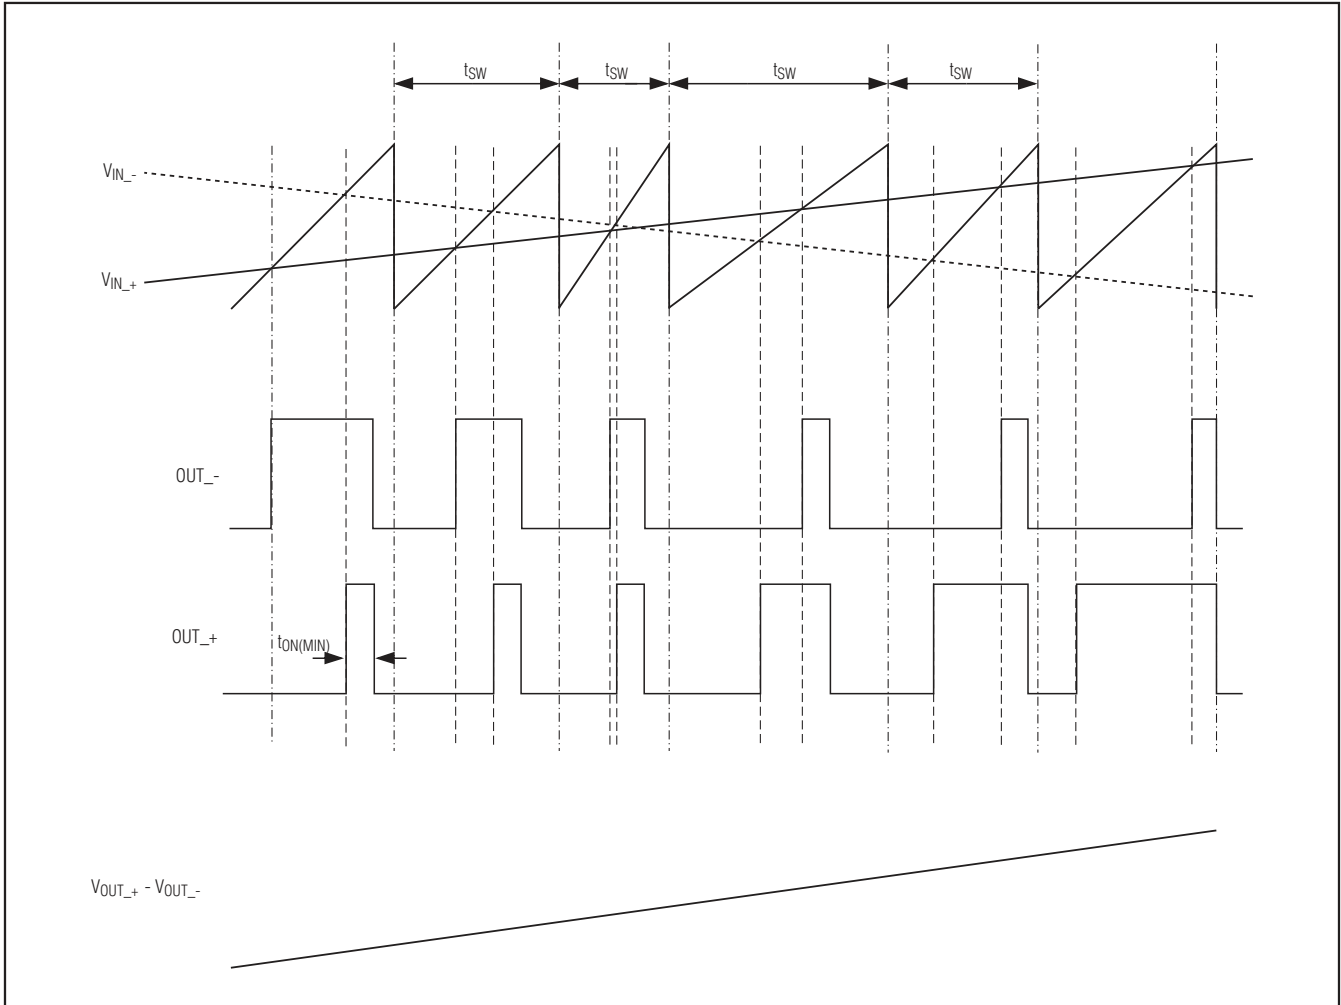 tSW tSW tSW tSW
VIN_-
VIN_+
OUT_-
OUT_+
tON(MIN)
VOUT_+ - VOUT_-